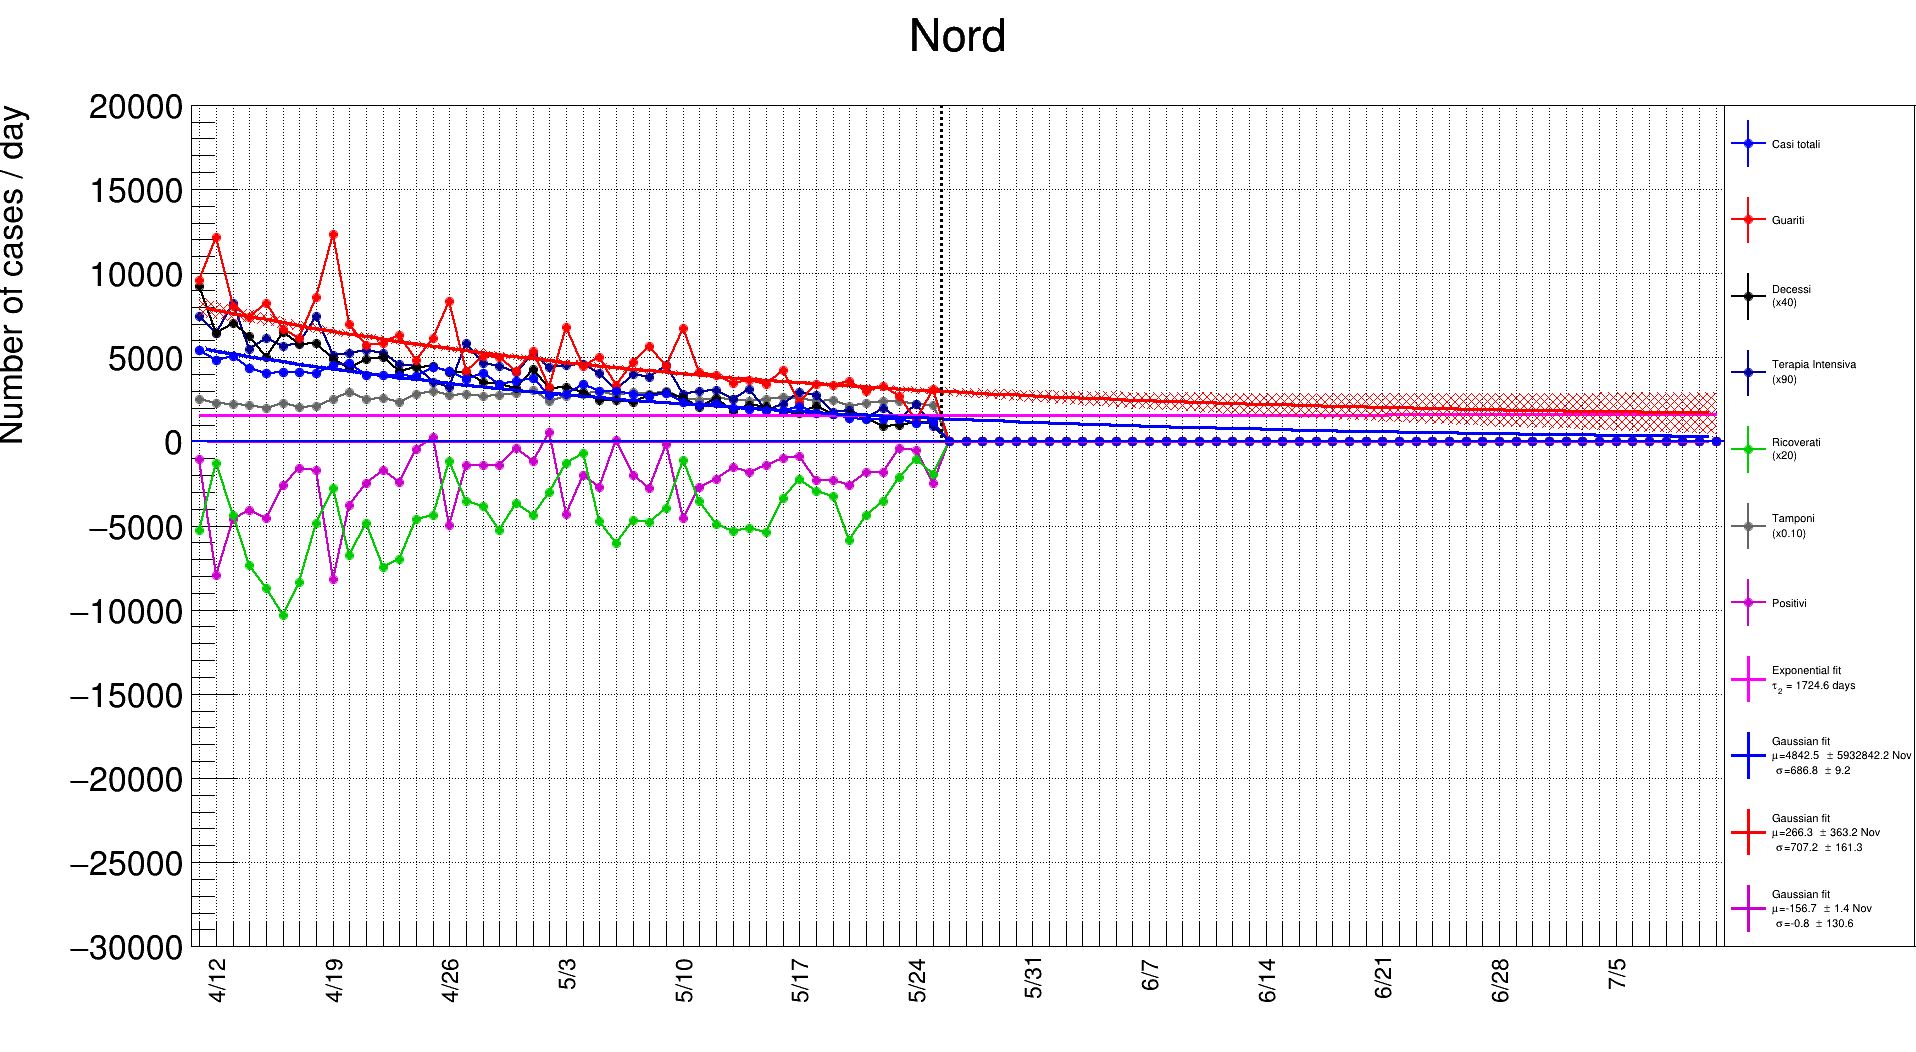 Nord
Number of cases / day
20000
15000
10000
5000
0
−5000
−10000
−15000
−20000
−25000
−30000
4/12
4/19
4/26
5/3
5/10
5/17
5/24
5/31
6/7
6/14
6/21
6/28
7/5
Casi totali
Guariti
Decessi
(x40)
Terapia Intensiva
(x90)
Ricoverati
(x20)
Tamponi
(x0.10)
Positivi
Exponential fit
τ2 = 1724.6 days
Gaussian fit
μ=4842.5 ± 5932842.2 Nov
σ=686.8 ± 9.2
Gaussian fit
μ=266.3 ± 363.2 Nov
σ=707.2 ± 161.3
Gaussian fit
μ=-156.7 ± 1.4 Nov
σ=-0.8 ± 130.6